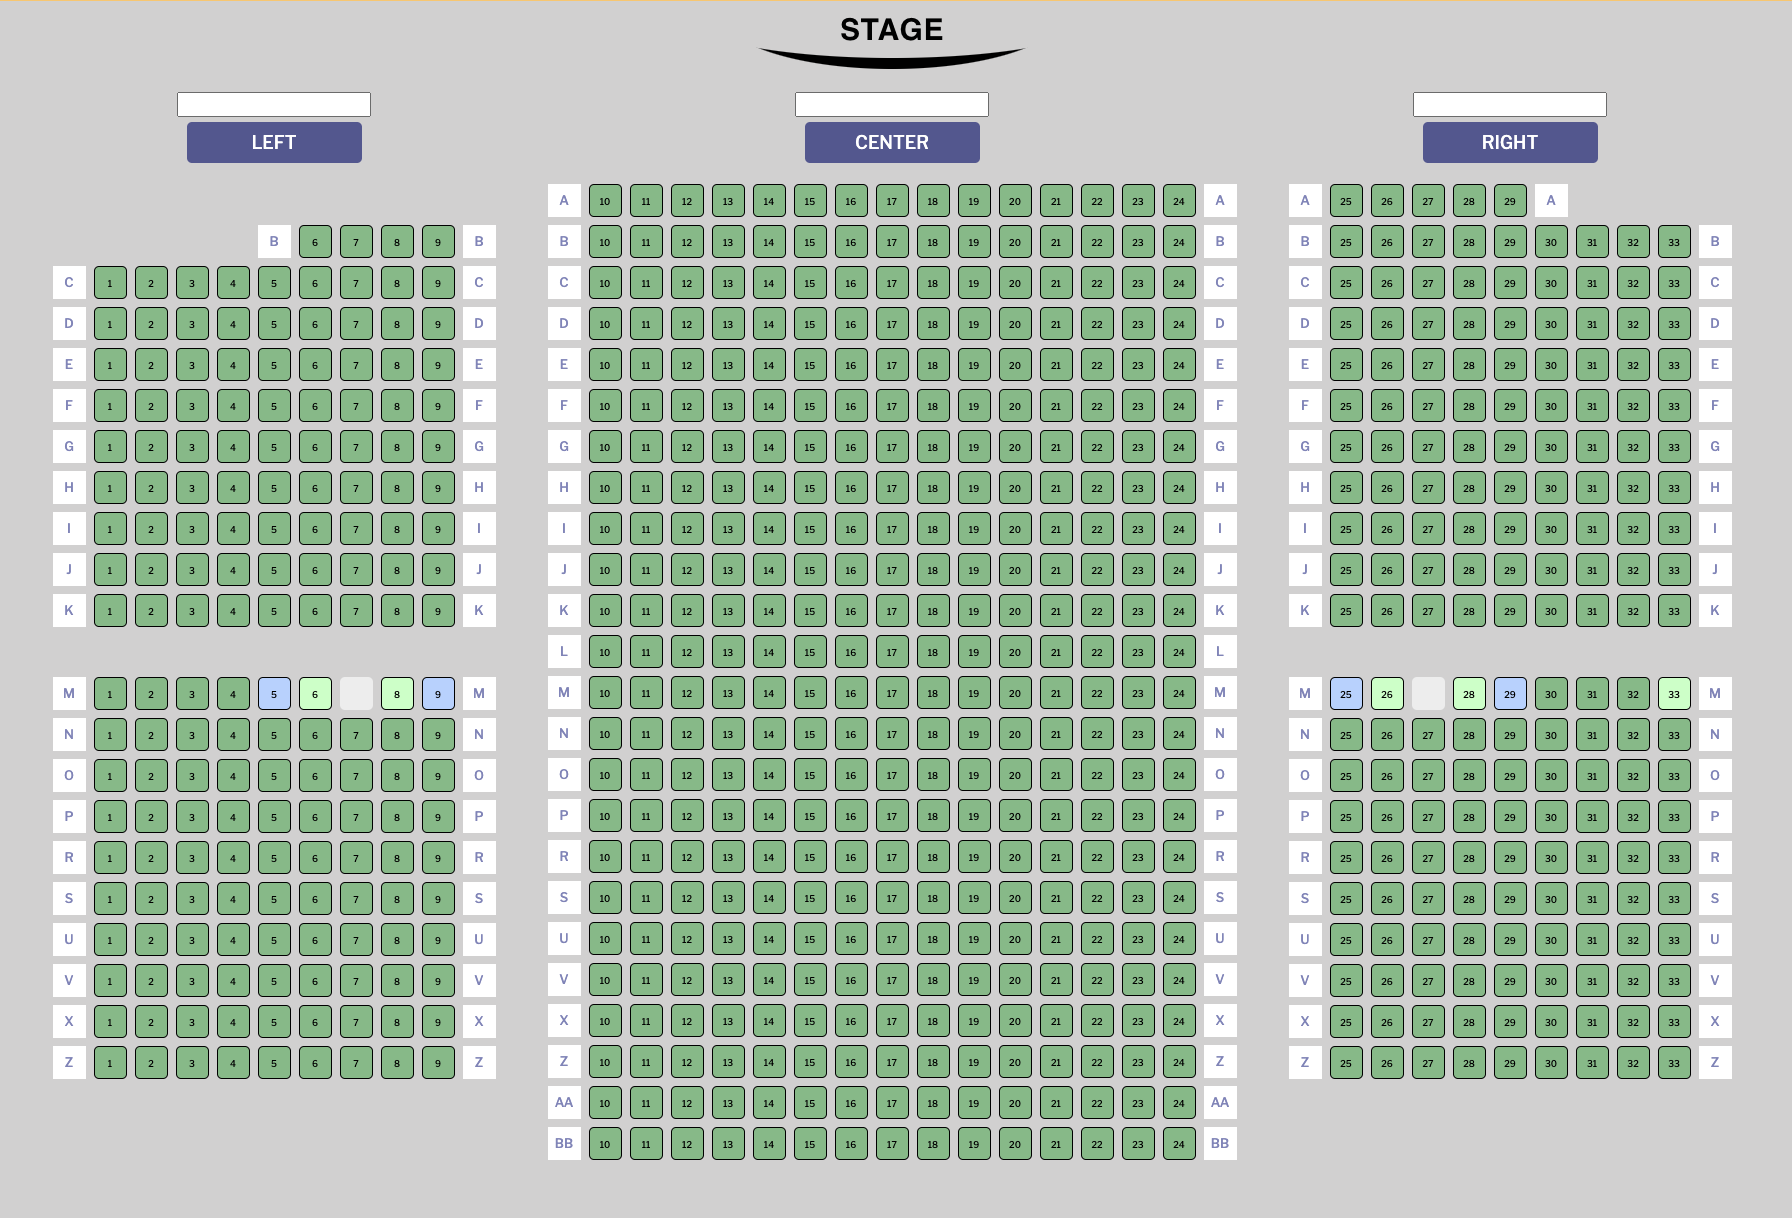 STAGE
LEFT CENTER RIGHT
A 10 11 12 13 14 15 16 17 18 19 20 21 22 23 24 A A 25 26 27 28 29 A
B 6 7 8 9 B B 10 11 12 13 14 15 16 17 18 19 20 21 22 23 24 B B 25 26 27 28 29 30 31 32 33 B
C 1 2 3 4 5 6 7 8 9 C C 10 11 12 13 14 15 16 17 18 19 20 21 22 23 24 C C 25 26 27 28 29 30 31 32 33 C
D 1 2 3 4 5 6 7 8 9 D D 10 11 12 13 14 15 16 17 18 19 20 21 22 23 24 D D 25 26 27 28 29 30 31 32 33 D
E 1 2 3 4 5 6 7 8 9 E E 10 11 12 13 14 15 16 17 18 19 20 21 22 23 24 E E 25 26 27 28 29 30 31 32 33 E
F 1 2 3 4 5 6 7 8 9 F F 10 11 12 13 14 15 16 17 18 19 20 21 22 23 24 F F 25 26 27 28 29 30 31 32 33 F
G 1 2 3 4 5 6 7 8 9 G G 10 11 12 13 14 15 16 17 18 19 20 21 22 23 24 G G 25 26 27 28 29 30 31 32 33 G
H 1 2 3 4 5 6 7 8 9 H H 10 11 12 13 14 15 16 17 18 19 20 21 22 23 24 H H 25 26 27 28 29 30 31 32 33 H
I 1 2 3 4 5 6 7 8 9 I I 10 11 12 13 14 15 16 17 18 19 20 21 22 23 24 I I 25 26 27 28 29 30 31 32 33 I
J 1 2 3 4 5 6 7 8 9 J J 10 11 12 13 14 15 16 17 18 19 20 21 22 23 24 J J 25 26 27 28 29 30 31 32 33 J
K 1 2 3 4 5 6 7 8 9 K K 10 11 12 13 14 15 16 17 18 19 20 21 22 23 24 K K 25 26 27 28 29 30 31 32 33 K
L 10 11 12 13 14 15 16 17 18 19 20 21 22 23 24 L
M 1 2 3 4 5 6 8 9 M M 10 11 12 13 14 15 16 17 18 19 20 21 22 23 24 M M 25 26 28 29 30 31 32 33 M
N 1 2 3 4 5 6 7 8 9 N N 10 11 12 13 14 15 16 17 18 19 20 21 22 23 24 N N 25 26 27 28 29 30 31 32 33 N
O 1 2 3 4 5 6 7 8 9 O O 10 11 12 13 14 15 16 17 18 19 20 21 22 23 24 O O 25 26 27 28 29 30 31 32 33 O
P 1 2 3 4 5 6 7 8 9 P P 10 11 12 13 14 15 16 17 18 19 20 21 22 23 24 P P 25 26 27 28 29 30 31 32 33 P
R 1 2 3 4 5 6 7 8 9 R R 10 11 12 13 14 15 16 17 18 19 20 21 22 23 24 R R 25 26 27 28 29 30 31 32 33 R
S 1 2 3 4 5 6 7 8 9 S S 10 11 12 13 14 15 16 17 18 19 20 21 22 23 24 S S 25 26 27 28 29 30 31 32 33 S
U 1 2 3 4 5 6 7 8 9 U U 10 11 12 13 14 15 16 17 18 19 20 21 22 23 24 U U 25 26 27 28 29 30 31 32 33 U
V 1 2 3 4 5 6 7 8 9 V V 10 11 12 13 14 15 16 17 18 19 20 21 22 23 24 V V 25 26 27 28 29 30 31 32 33 V
X 1 2 3 4 5 6 7 8 9 X X 10 11 12 13 14 15 16 17 18 19 20 21 22 23 24 X X 25 26 27 28 29 30 31 32 33 X
Z 1 2 3 4 5 6 7 8 9 Z Z 10 11 12 13 14 15 16 17 18 19 20 21 22 23 24 Z Z 25 26 27 28 29 30 31 32 33 Z
AA 10 11 12 13 14 15 16 17 18 19 20 21 22 23 24 AA
BB 10 11 12 13 14 15 16 17 18 19 20 21 22 23 24 BB